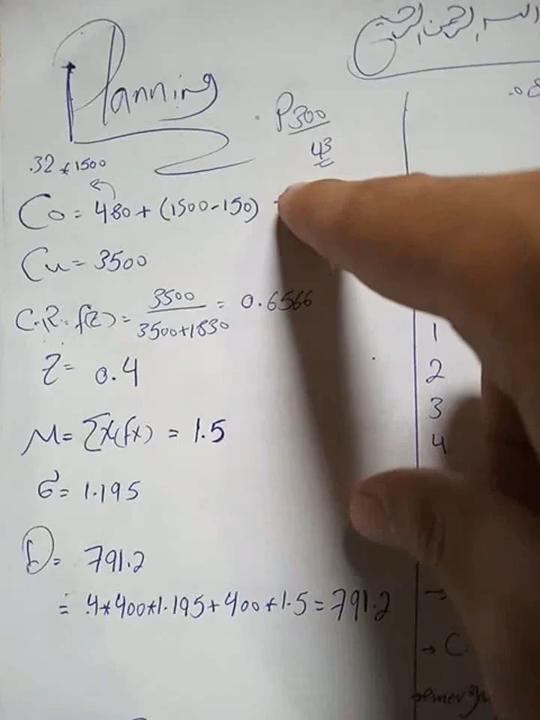 الله الرحمن الرحيم
Planning
P300
43
.32 * 1500
Co = 480 + (1500-150)
Cu = 3500
C.R. f(z) = 3500 / 3500+1830 = 0.6566
Z = 0.4
M = Σx(fx) = 1.5
σ = 1.195
D = 791.2
= .4*400*1.195+400*1.5 = 791.2
1
2
3
4
→
→ C